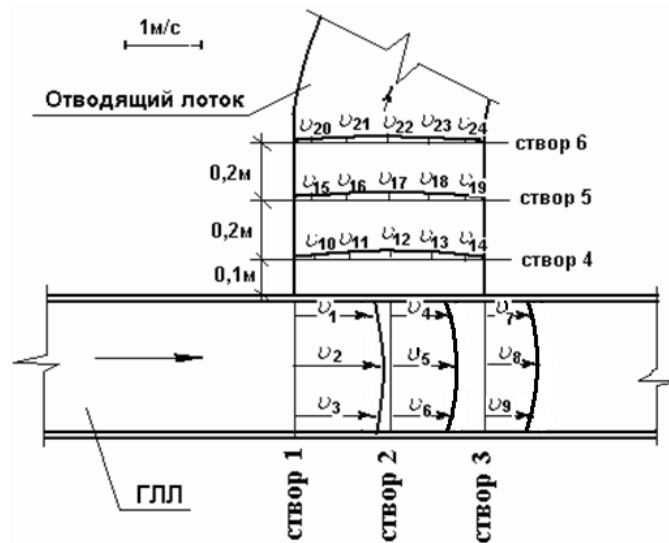 1м/с
Отводящий лоток
υ20 υ21 υ22 υ23 υ24
створ 6
0,2м
υ15 υ16 υ17 υ18 υ19
створ 5
0,2м
υ10 υ11 υ12 υ13 υ14
створ 4
0,1м
υ1 υ4 υ7
υ2 υ5 υ8
υ3 υ6 υ9
ГЛЛ
створ 1
створ 2
створ 3